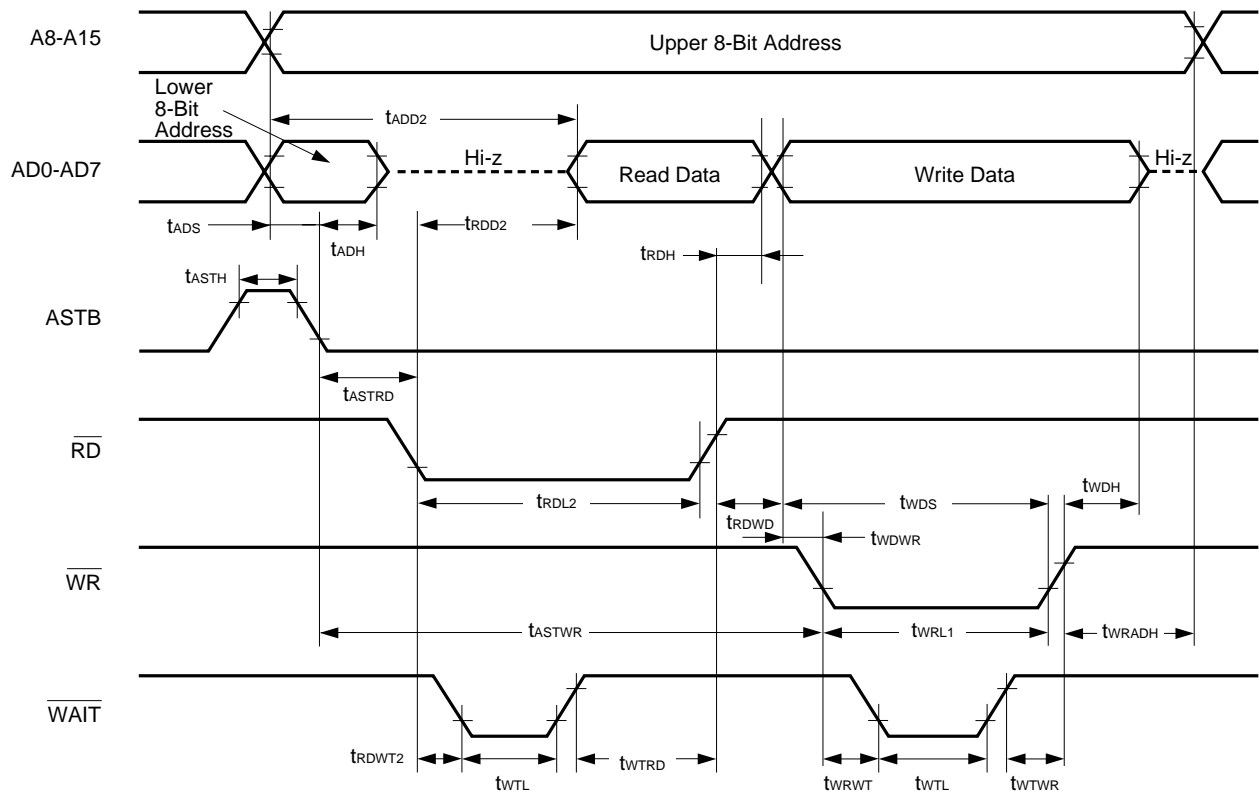 A8-A15
Upper 8-Bit Address
Lower
8-Bit
Address
tADD2
AD0-AD7
Hi-z
Read Data
Write Data
Hi-z
tADS
tADH
tRDD2
tRDH
tASTH
ASTB
tASTRD
RD
tRDL2
tRDWD
tWDS
tWDWR
tWDH
WR
tASTWR
tWRL1
tWRADH
WAIT
tRDWT2
tWTL
tWTRD
tWRWT
tWTL
tWTWR